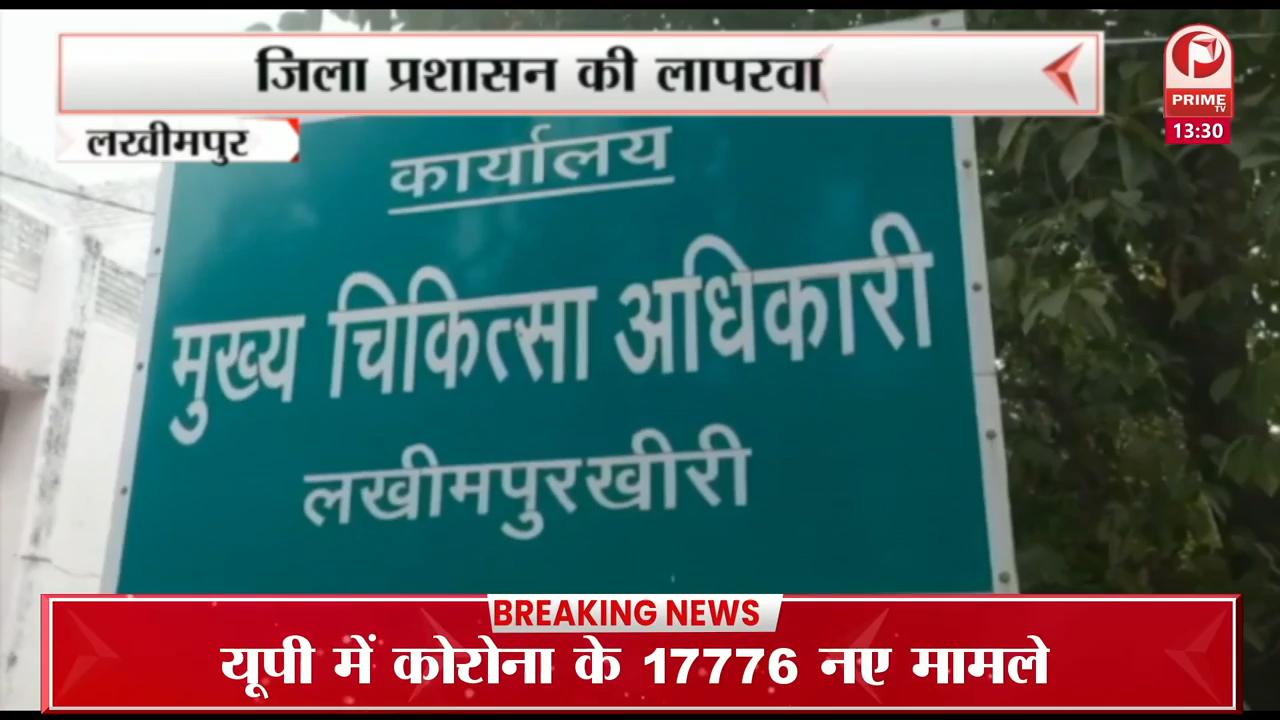 जिला प्रशासन की लापरवा
PRIME
TV
13:30
लखीमपुर
कार्यालय
मुख्य चिकित्सा अधिकारी
लखीमपुरखीरी
BREAKING NEWS
यूपी में कोरोना के 17776 नए मामले